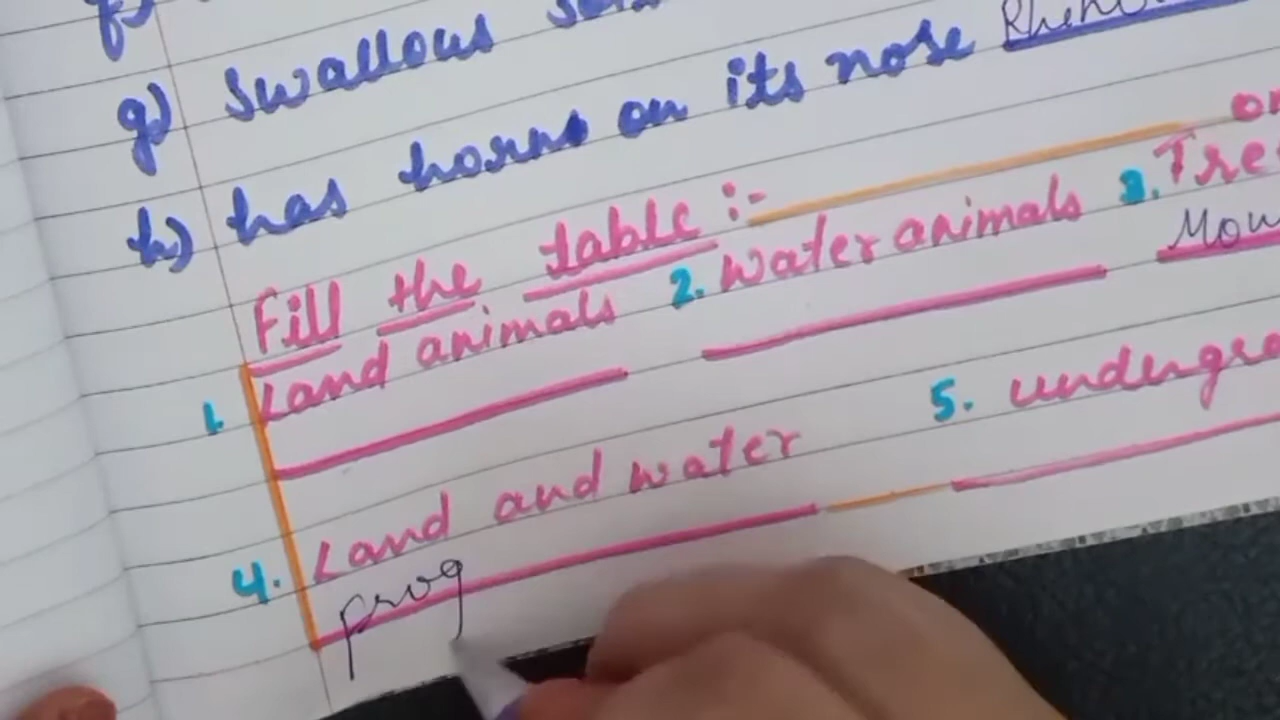 g) Swallous
h) has horns on its nose
Fill the table :-
1. Land animals 2. Water animals 3. Tre
Mou
5. undergro
4. Land and water
frog